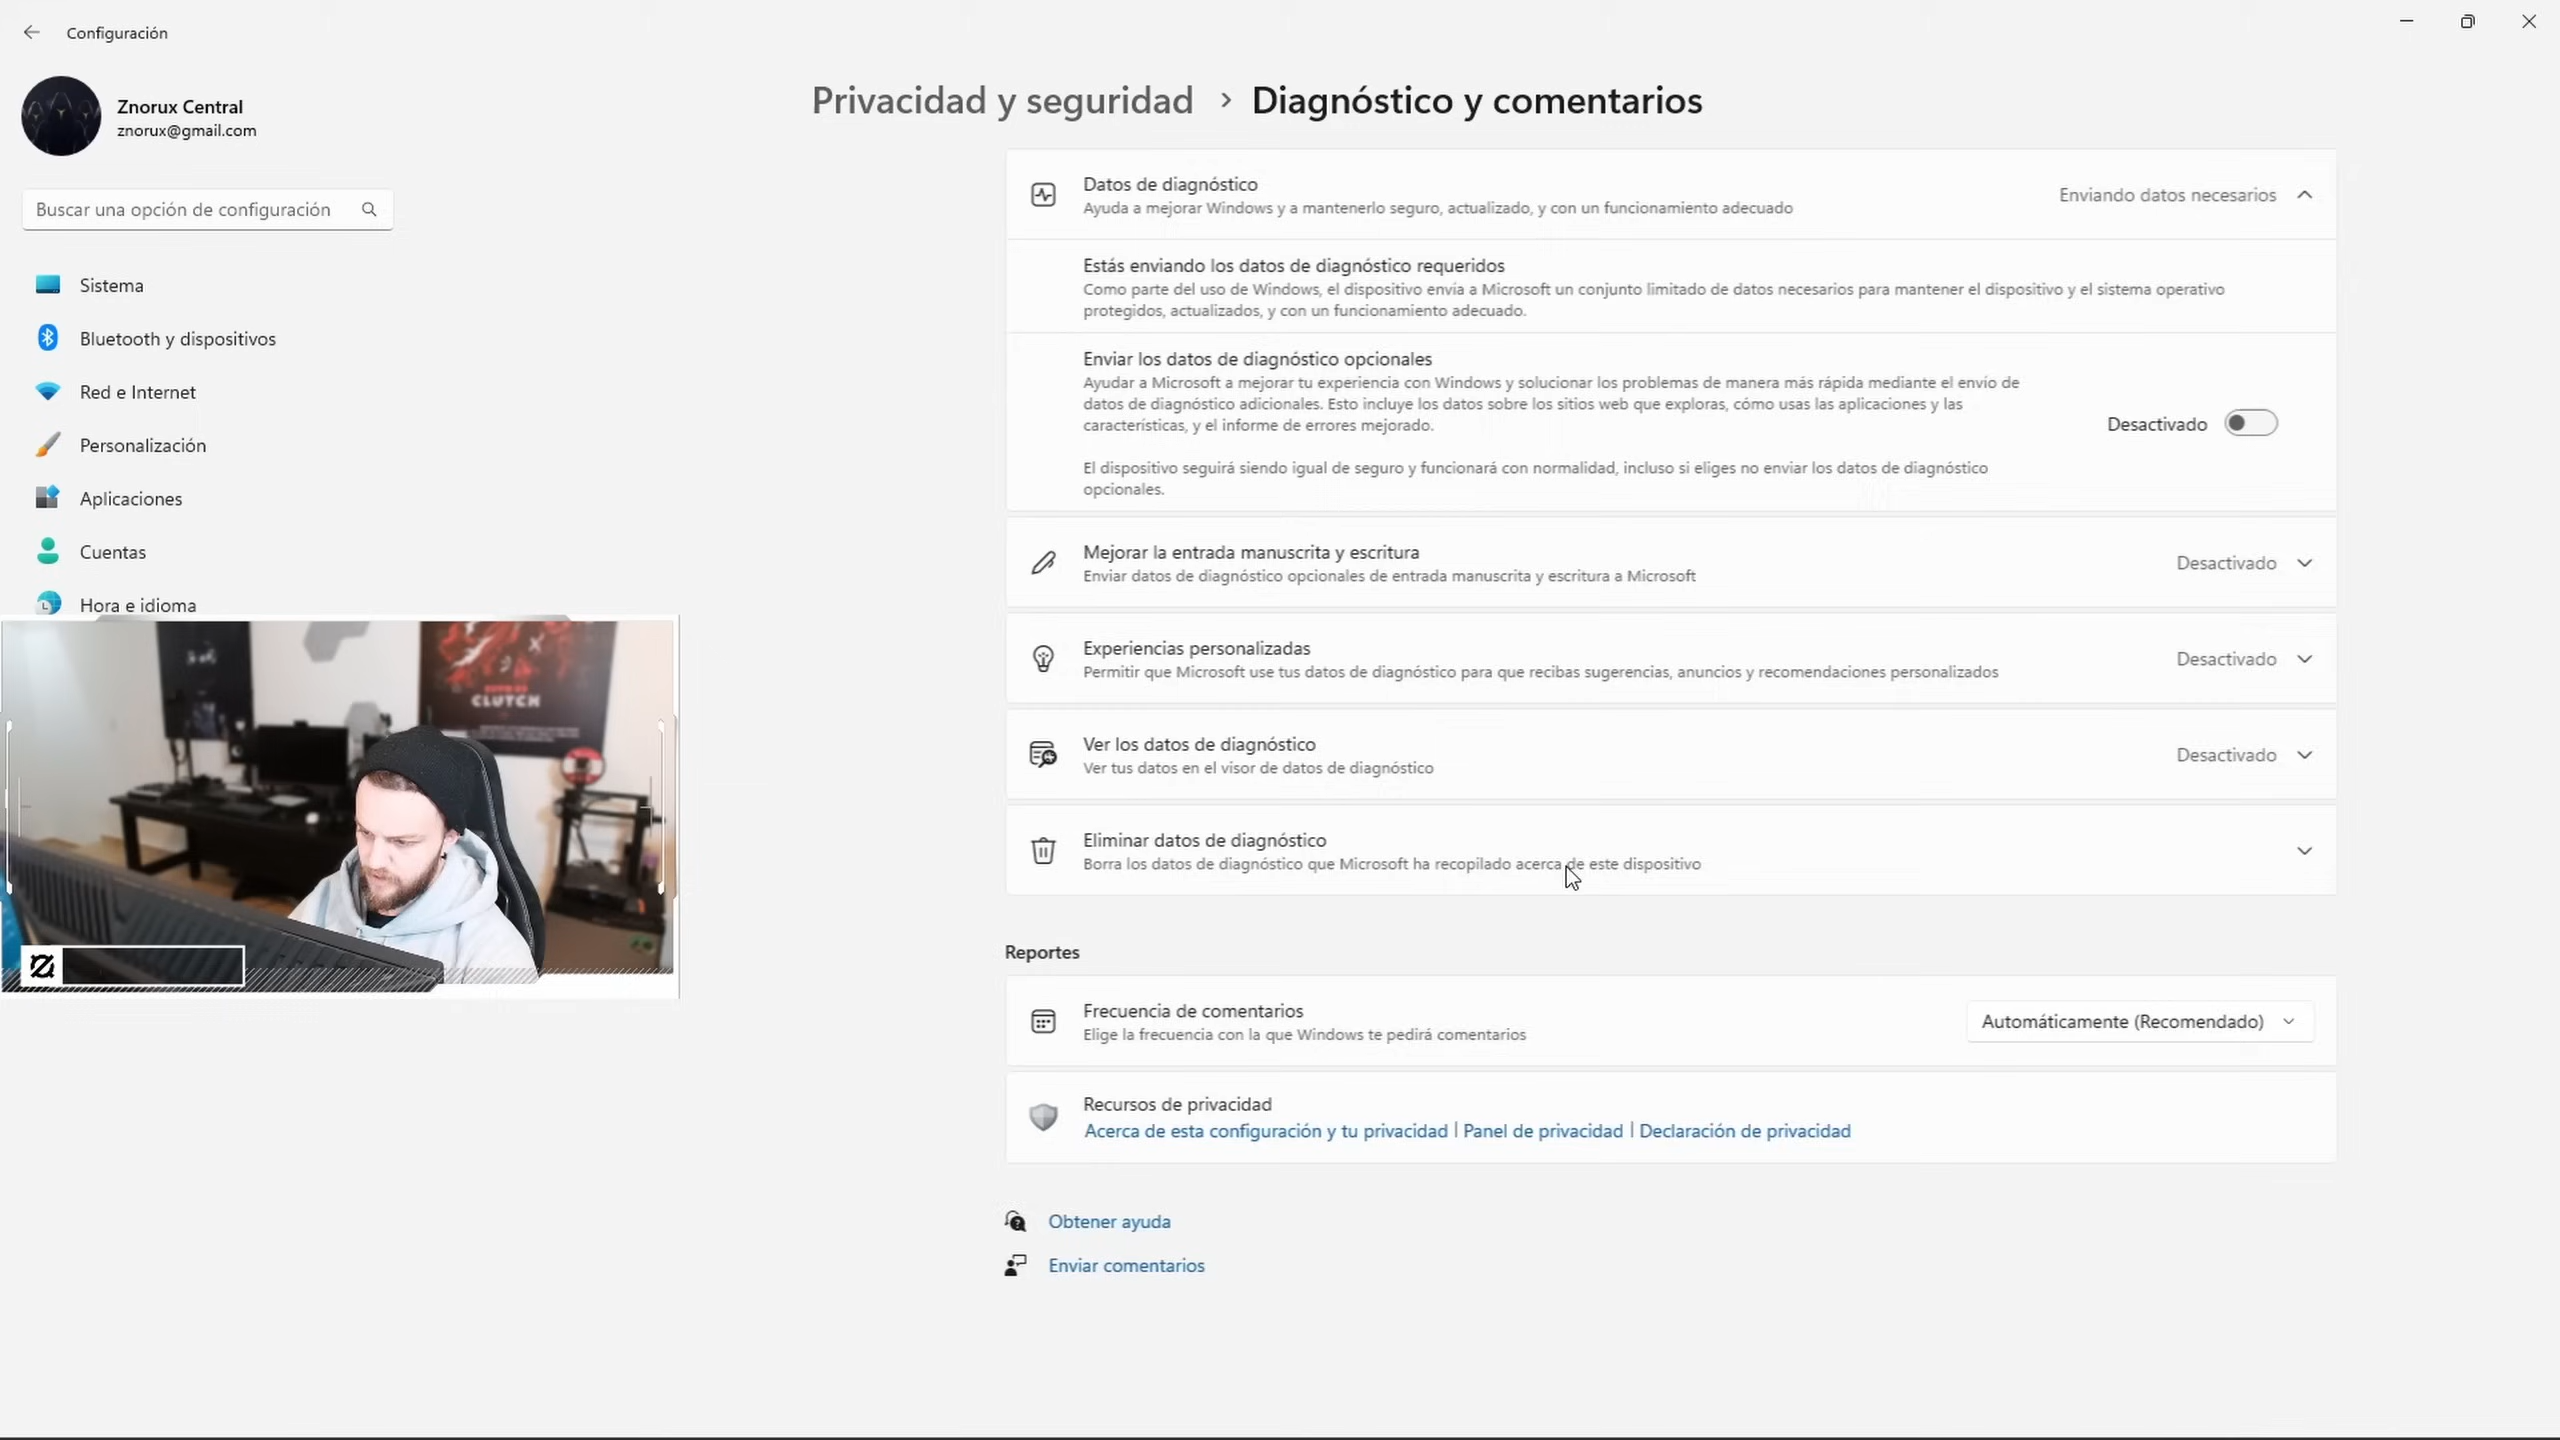 Configuración
Znorux Central
znorux@gmail.com
Buscar una opción de configuración
Sistema
Bluetooth y dispositivos
Red e Internet
Personalización
Aplicaciones
Cuentas
Hora e idioma
CLUTCH
Privacidad y seguridad > Diagnóstico y comentarios
Datos de diagnóstico
Ayuda a mejorar Windows y a mantenerlo seguro, actualizado, y con un funcionamiento adecuado
Enviando datos necesarios
Estás enviando los datos de diagnóstico requeridos
Como parte del uso de Windows, el dispositivo envía a Microsoft un conjunto limitado de datos necesarios para mantener el dispositivo y el sistema operativo
protegidos, actualizados, y con un funcionamiento adecuado.
Enviar los datos de diagnóstico opcionales
Ayudar a Microsoft a mejorar tu experiencia con Windows y solucionar los problemas de manera más rápida mediante el envío de
datos de diagnóstico adicionales. Esto incluye los datos sobre los sitios web que exploras, cómo usas las aplicaciones y las
características, y el informe de errores mejorado.
Desactivado
El dispositivo seguirá siendo igual de seguro y funcionará con normalidad, incluso si eliges no enviar los datos de diagnóstico
opcionales.
Mejorar la entrada manuscrita y escritura
Enviar datos de diagnóstico opcionales de entrada manuscrita y escritura a Microsoft
Desactivado
Experiencias personalizadas
Permitir que Microsoft use tus datos de diagnóstico para que recibas sugerencias, anuncios y recomendaciones personalizados
Desactivado
Ver los datos de diagnóstico
Ver tus datos en el visor de datos de diagnóstico
Desactivado
Eliminar datos de diagnóstico
Borra los datos de diagnóstico que Microsoft ha recopilado acerca de este dispositivo
Reportes
Frecuencia de comentarios
Elige la frecuencia con la que Windows te pedirá comentarios
Automáticamente (Recomendado)
Recursos de privacidad
Acerca de esta configuración y tu privacidad | Panel de privacidad | Declaración de privacidad
Obtener ayuda
Enviar comentarios